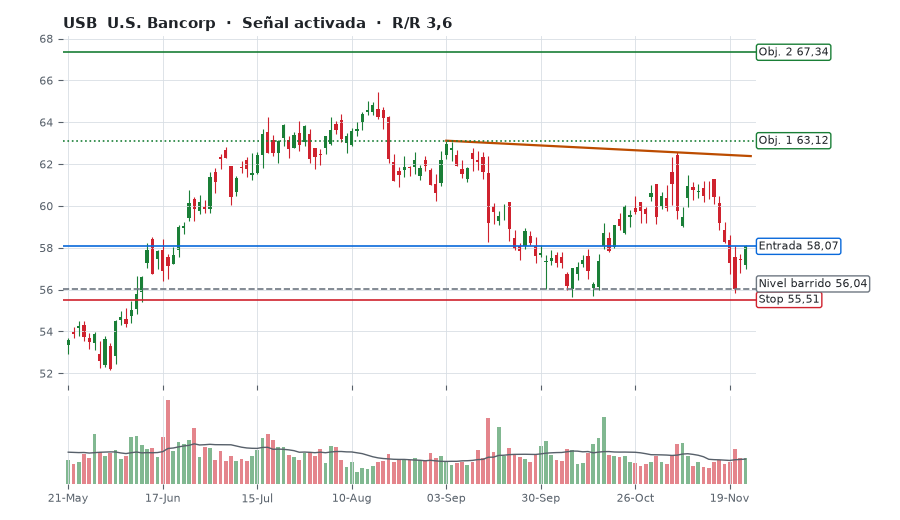 USB U.S. Bancorp · Señal activada · R/R 3,6
68
66
64
62
60
58
56
54
52
Obj. 2 67,34
Obj. 1 63,12
Entrada 58,07
Nivel barrido 56,04
Stop 55,51
21-May
17-Jun
15-Jul
10-Aug
03-Sep
30-Sep
26-Oct
19-Nov